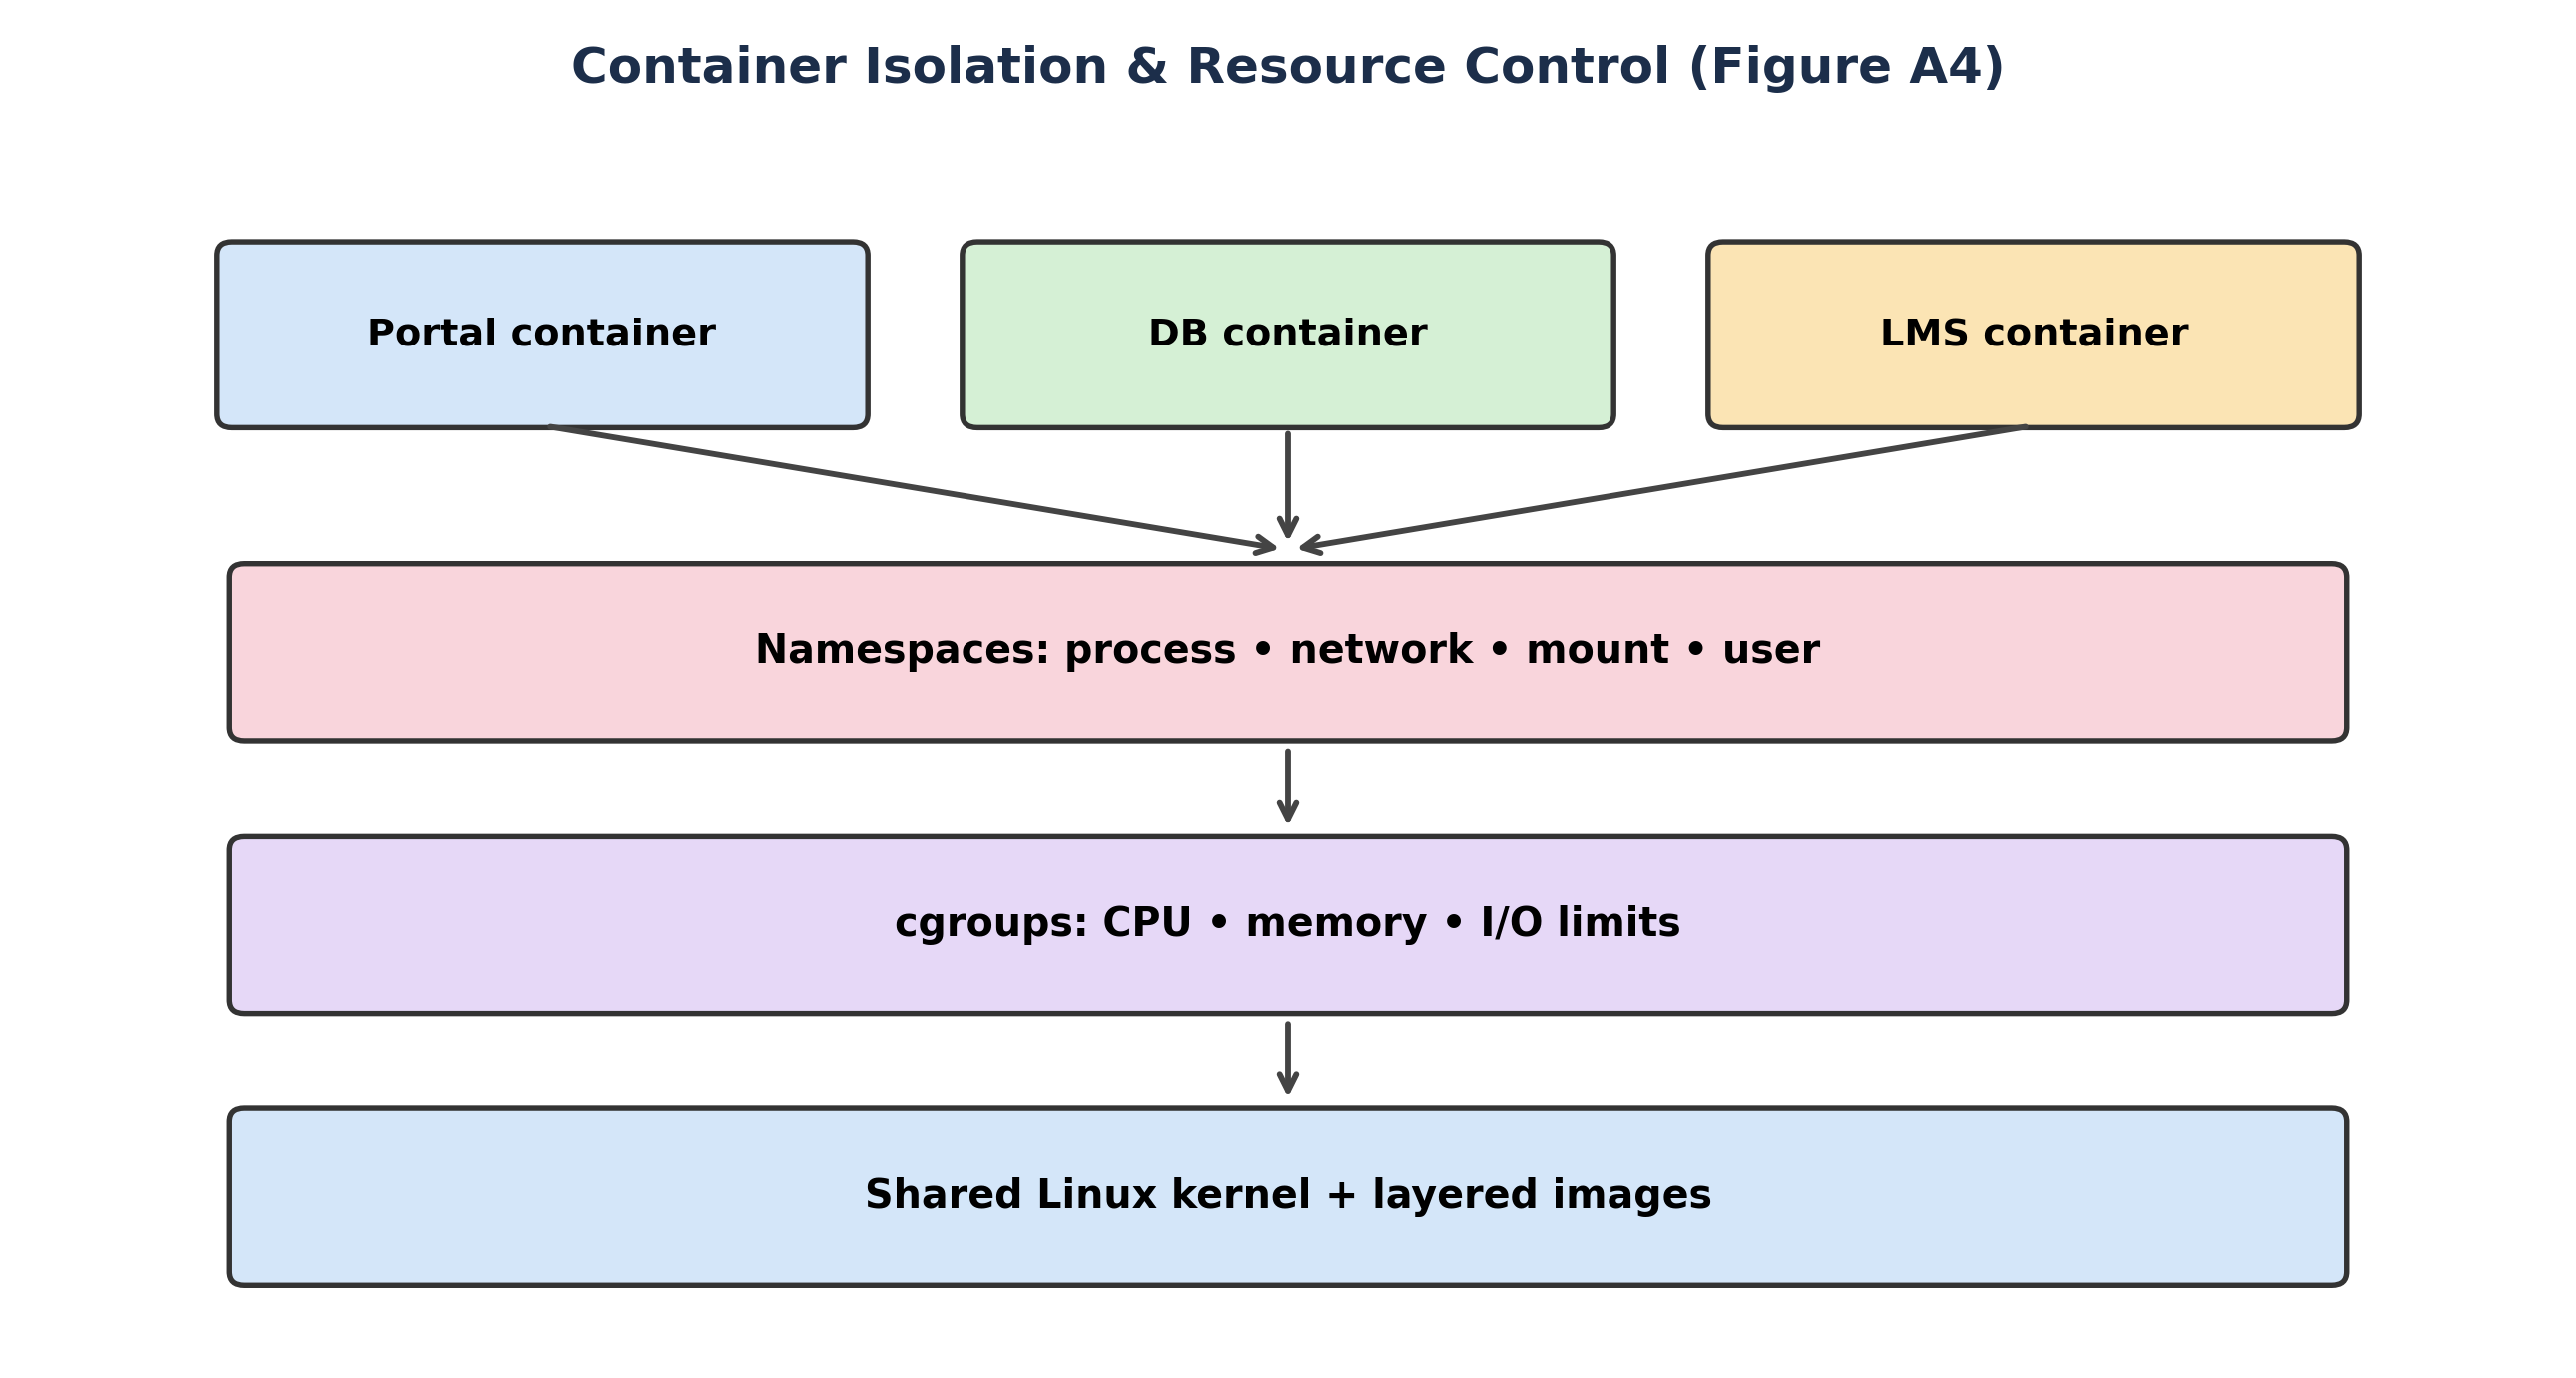 Container Isolation & Resource Control (Figure A4)
Portal container
DB container
LMS container
Namespaces: process • network • mount • user
cgroups: CPU • memory • I/O limits
Shared Linux kernel + layered images